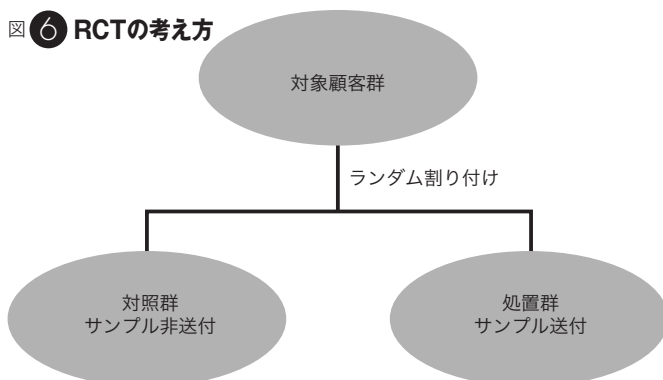 図6 RCTの考え方
対象顧客群
ランダム割り付け
対照群
サンプル非送付
処置群
サンプル送付